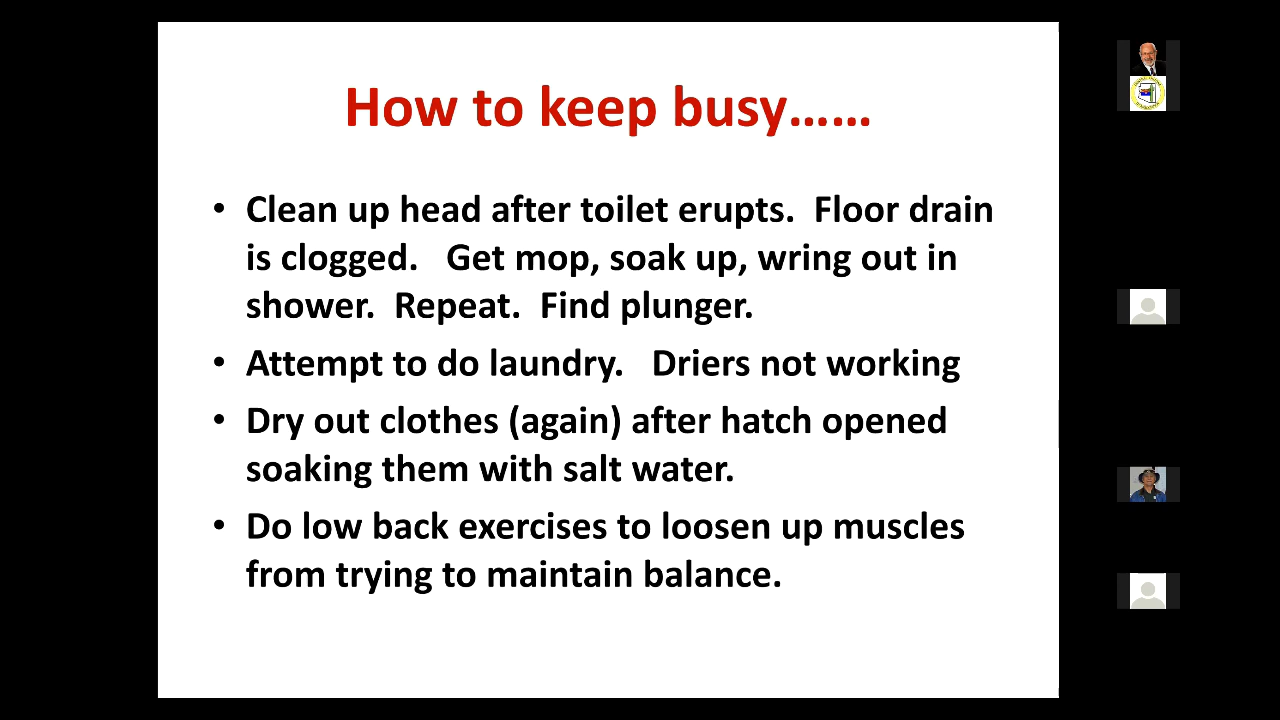 How to keep busy......
• Clean up head after toilet erupts.  Floor drain
is clogged.   Get mop, soak up, wring out in
shower.  Repeat.  Find plunger.
• Attempt to do laundry.   Driers not working
• Dry out clothes (again) after hatch opened
soaking them with salt water.
• Do low back exercises to loosen up muscles
from trying to maintain balance.